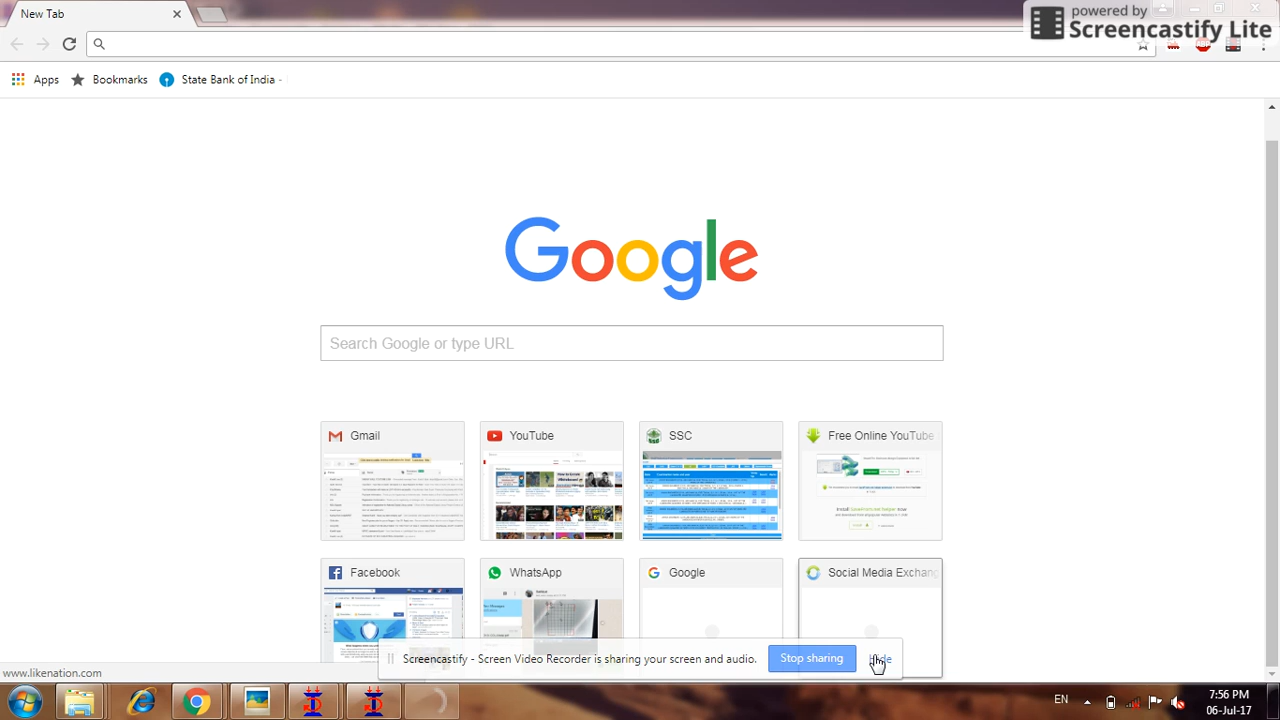 New Tab
powered by
Screencastify Lite
Apps
Bookmarks
State Bank of India -
Google
Search Google or type URL
Gmail
YouTube
SSC
Free Online YouTube
Facebook
WhatsApp
Google
Social Media Exchang
Screencastify - Screen Video Recorder is sharing your screen and audio.
Stop sharing
www.likenation.com
EN
7:56 PM
06-Jul-17